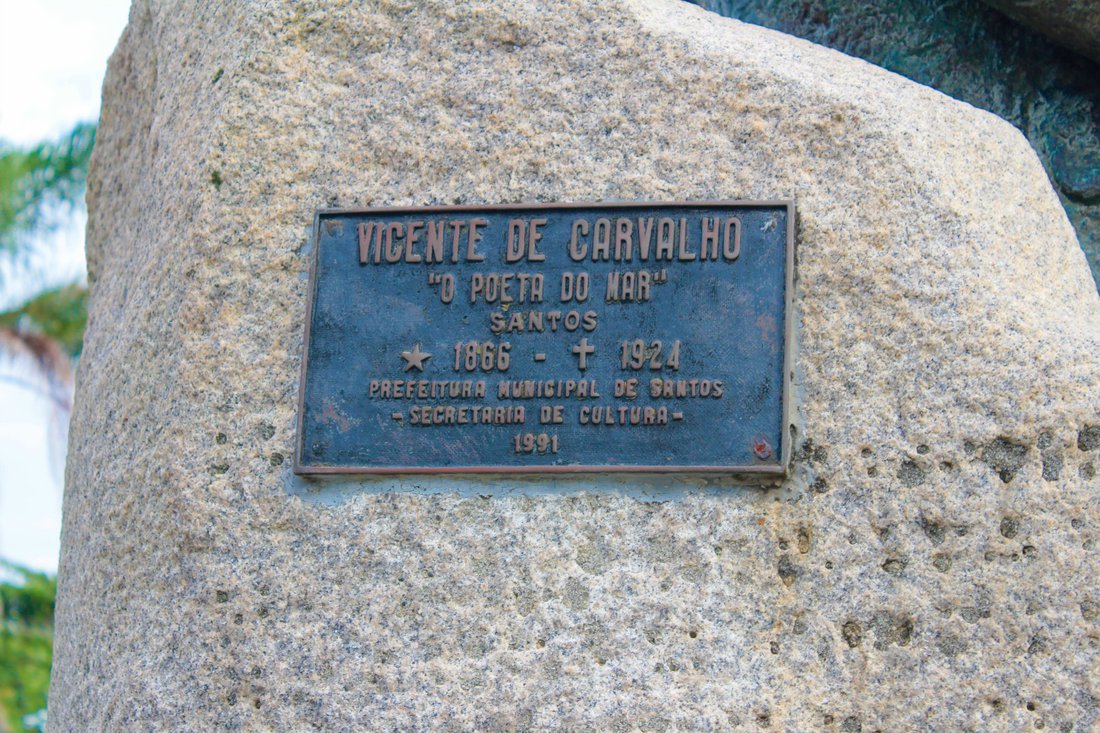 VICENTE DE CARVALHO
"O POETA DO MAR"
SANTOS
★ 1866 - ✝ 1924
PREFEITURA MUNICIPAL DE SANTOS
- SECRETARIA DE CULTURA -
1991